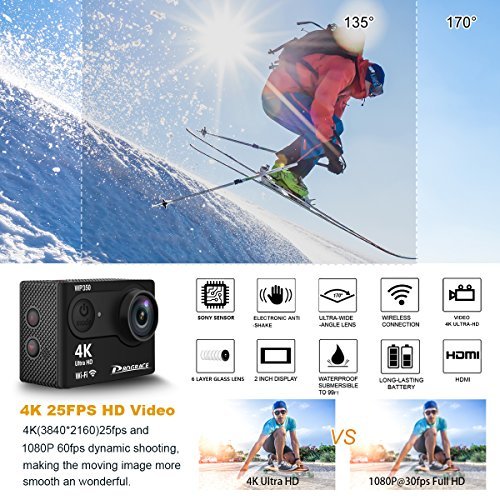 135°
170°
WP350
4K
Ultra HD
Wi-Fi
PROGRACE
SONY SENSOR
ELECTRONIC ANTI
-SHAKE
170°
ULTRA-WIDE
-ANGLE LENS
WIRELESS
CONNECTION
VIDEO
4K ULTRA-HD
6 LAYER GLASS LENS
2 INCH DISPLAY
WATERPROOF
SUBMERSIBLE
TO 99FT
LONG-LASTING
BATTERY
HDMI
HDMI
4K 25FPS HD Video
4K(3840*2160)25fps and
1080P 60fps dynamic shooting,
making the moving image more
smooth an wonderful.
4K Ultra HD
VS
1080P@30fps Full HD